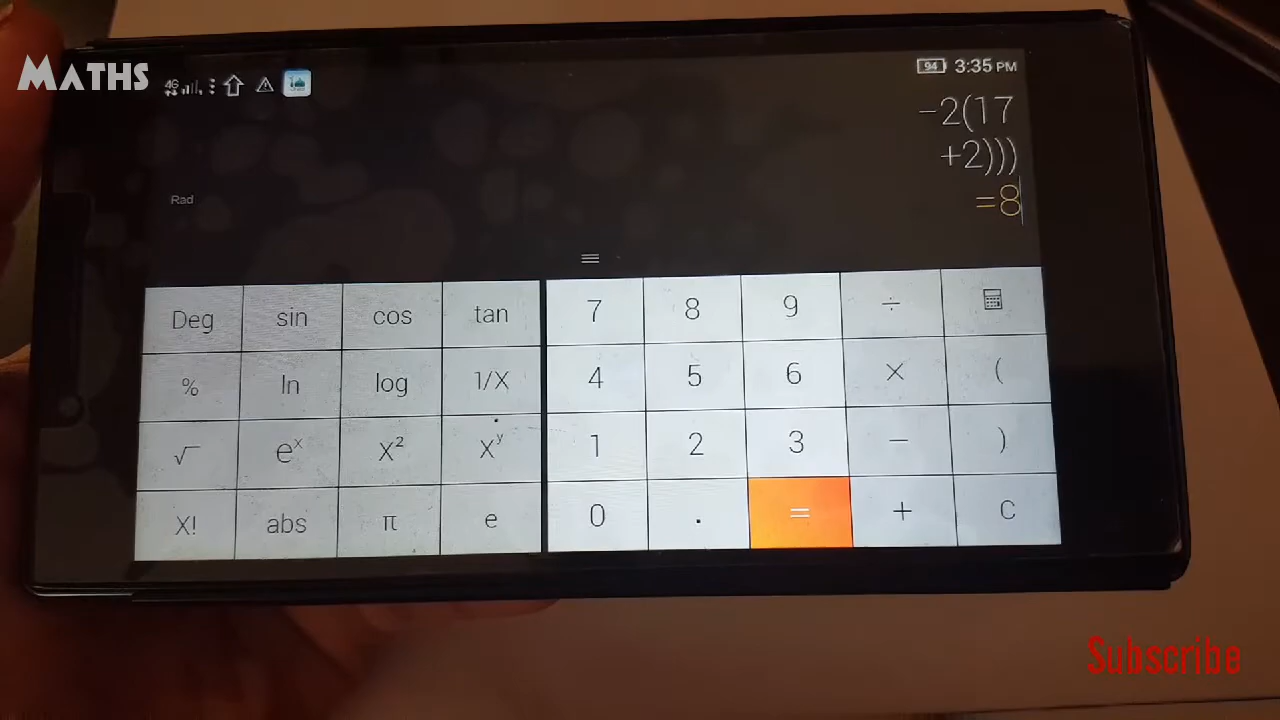 MATHS
4G
94 3:35 PM
−2(17
+2)))
=8
Rad
Deg sin cos tan 7 8 9 ÷
% ln log 1/X 4 5 6 × (
√ eˣ X² Xʸ 1 2 3 − )
X! abs π e 0 . = + C
Subscribe